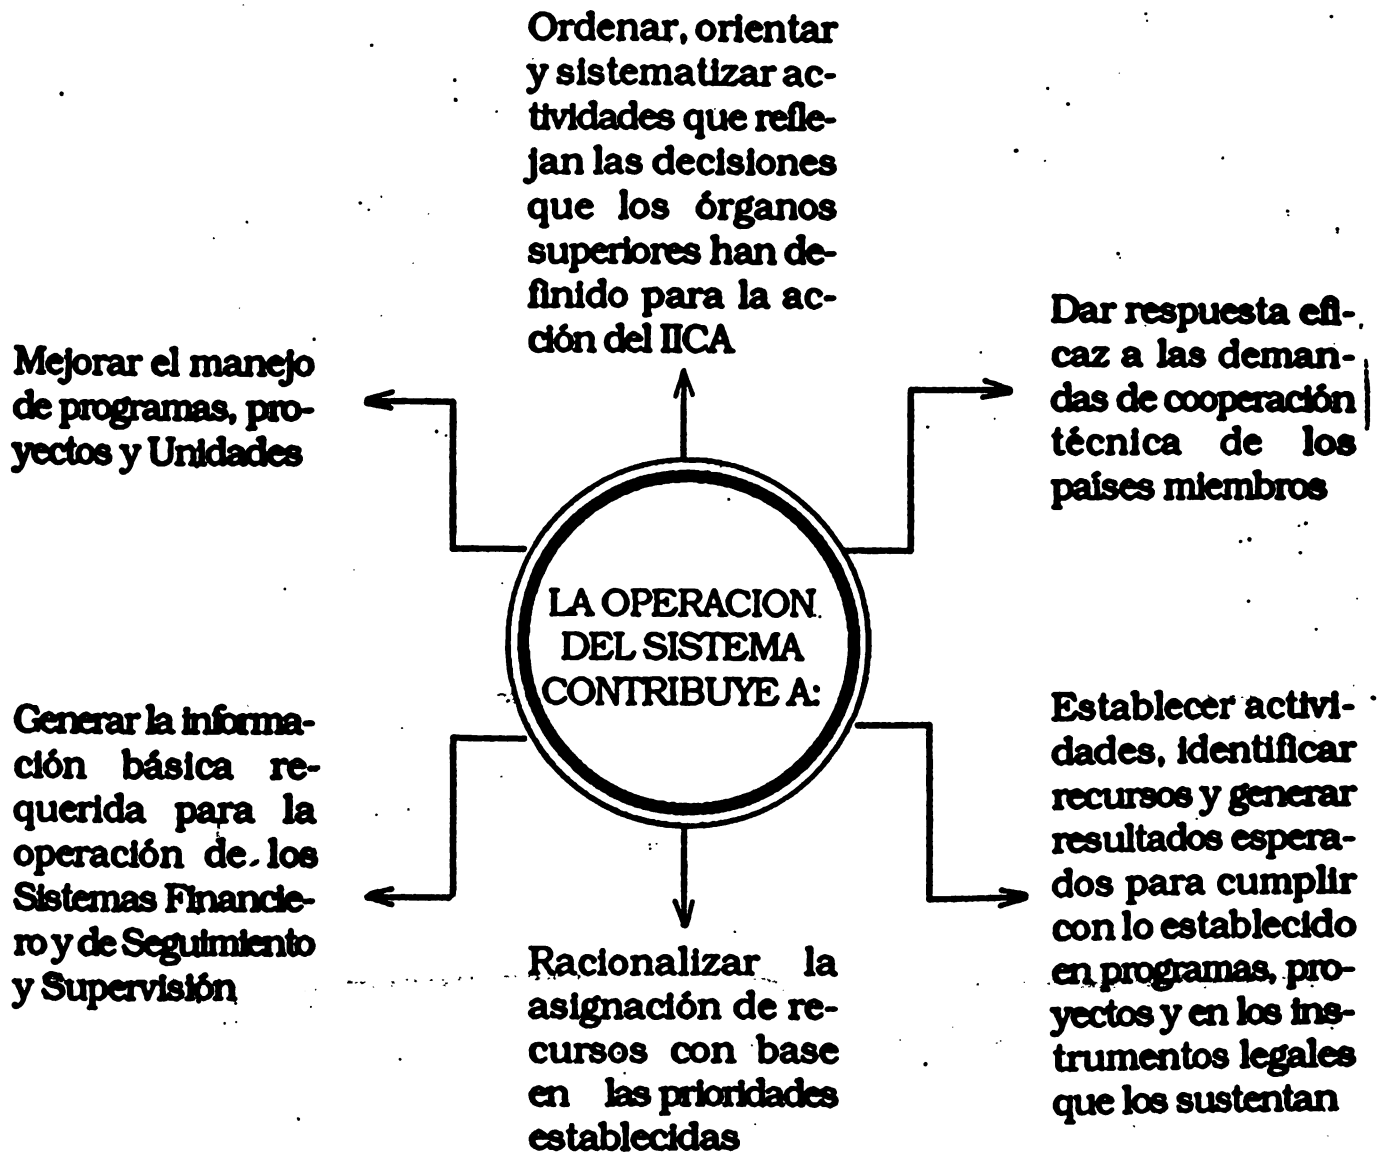 Ordenar, orientar
y sistematizar ac-
tividades que refle-
jan las decisiones
que los órganos
superiores han de-
finido para la ac-
ción del IICA
Mejorar el manejo
de programas, pro-
yectos y Unidades
Dar respuesta efi-
caz a las deman-
das de cooperación
técnica de los
países miembros
LA OPERACION
DEL SISTEMA
CONTRIBUYE A:
Generar la informa-
ción básica re-
querida para la
operación de los
Sistemas Financie-
ro y de Seguimiento
y Supervisión
Establecer activi-
dades, identificar
recursos y generar
resultados espera-
dos para cumplir
con lo establecido
en programas, pro-
yectos y en los ins-
trumentos legales
que los sustentan
Racionalizar la
asignación de re-
cursos con base
en las prioridades
establecidas